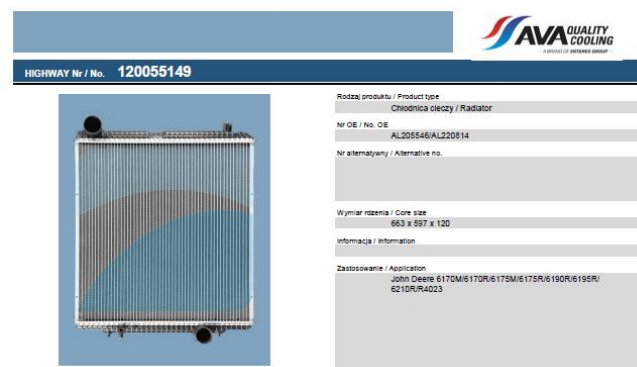 AVA QUALITY COOLING
A BRAND OF ENTEREX GROUP
HIGHWAY Nr / No. 120055149
Rodzaj produktu / Product type
Chłodnica cieczy / Radiator
Nr OE / No. OE
AL205546/AL220814
Nr alternatywny / Alternative no.
Wymiar rdzenia / Core size
663 x 597 x 120
Informacja / Information
Zastosowanie / Application
John Deere 6170M/6170R/6175M/6175R/6190R/6195R/
6210R/R4023